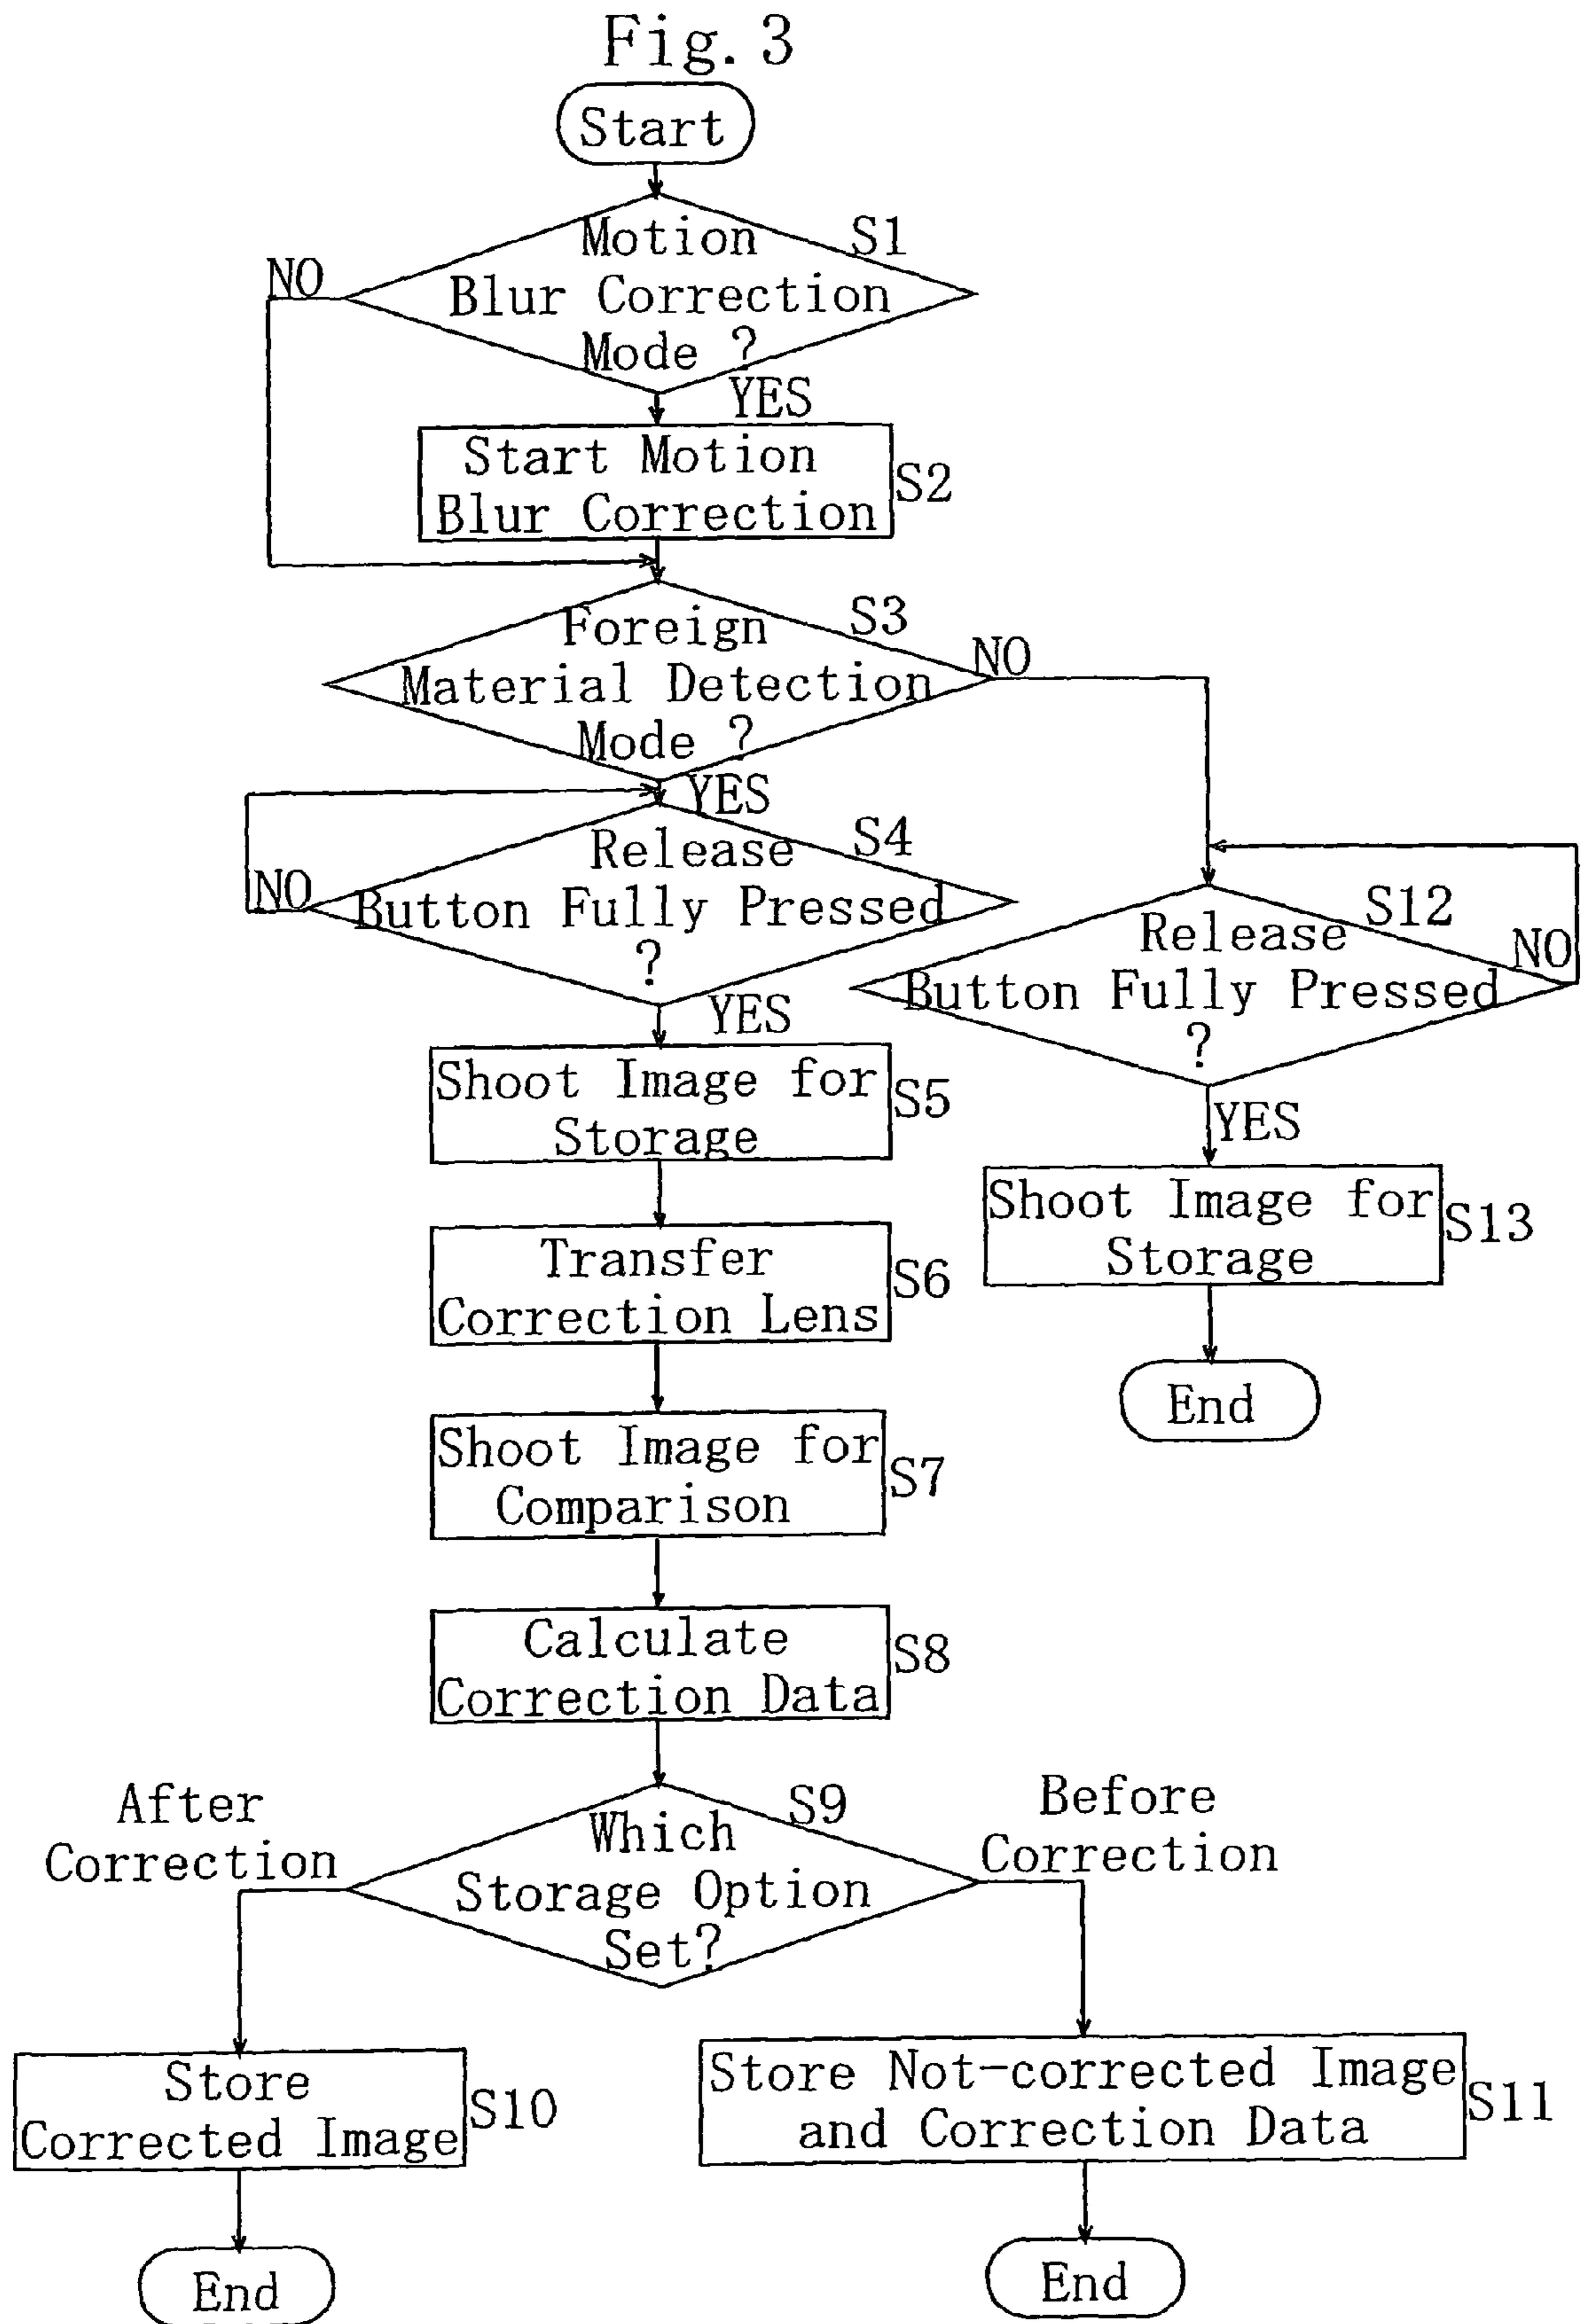 Fig. 3
Start
Motion
Blur Correction
Mode ?
S1
NO
YES
Start Motion
Blur Correction
S2
Foreign
Material Detection
Mode ?
S3
NO
YES
Release
Button Fully Pressed
?
S4
NO
YES
Release
Button Fully Pressed
?
S12
NO
YES
Shoot Image for
Storage
S5
Shoot Image for
Storage
S13
End
Transfer
Correction Lens
S6
Shoot Image for
Comparison
S7
Calculate
Correction Data
S8
Which
Storage Option
Set?
S9
After
Correction
Before
Correction
Store
Corrected Image
S10
Store Not-corrected Image
and Correction Data
S11
End
End